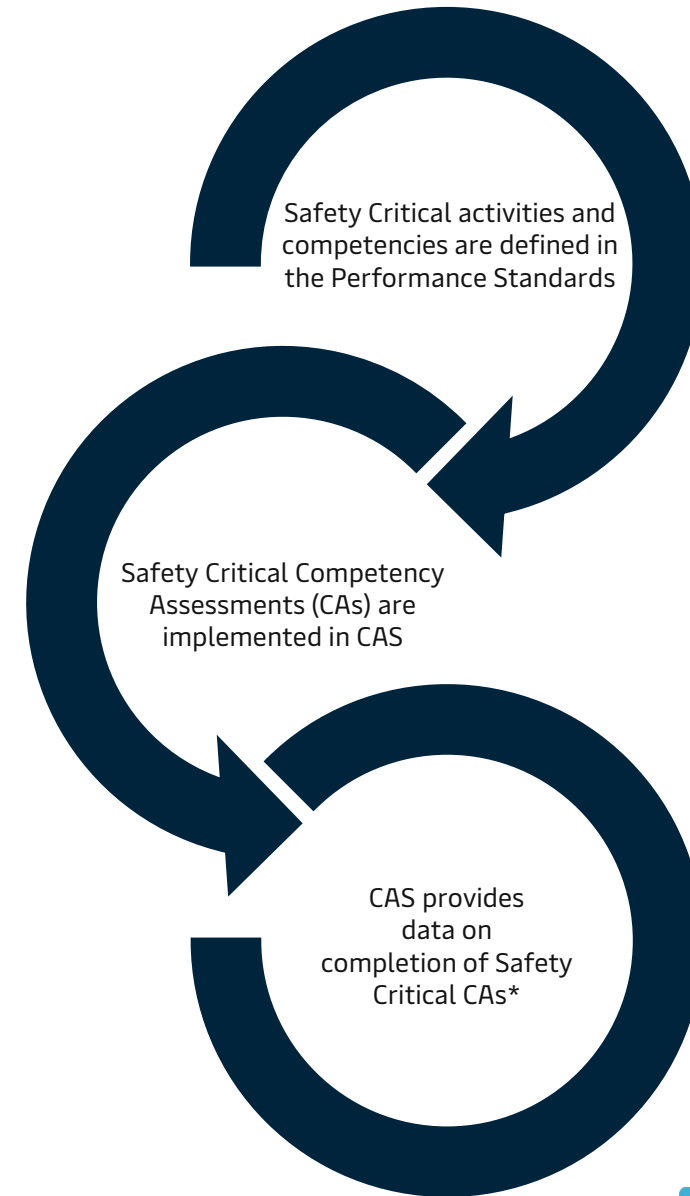 Safety Critical activities and
competencies are defined in
the Performance Standards
Safety Critical Competency
Assessments (CAs) are
implemented in CAS
CAS provides
data on
completion of Safety
Critical CAs*